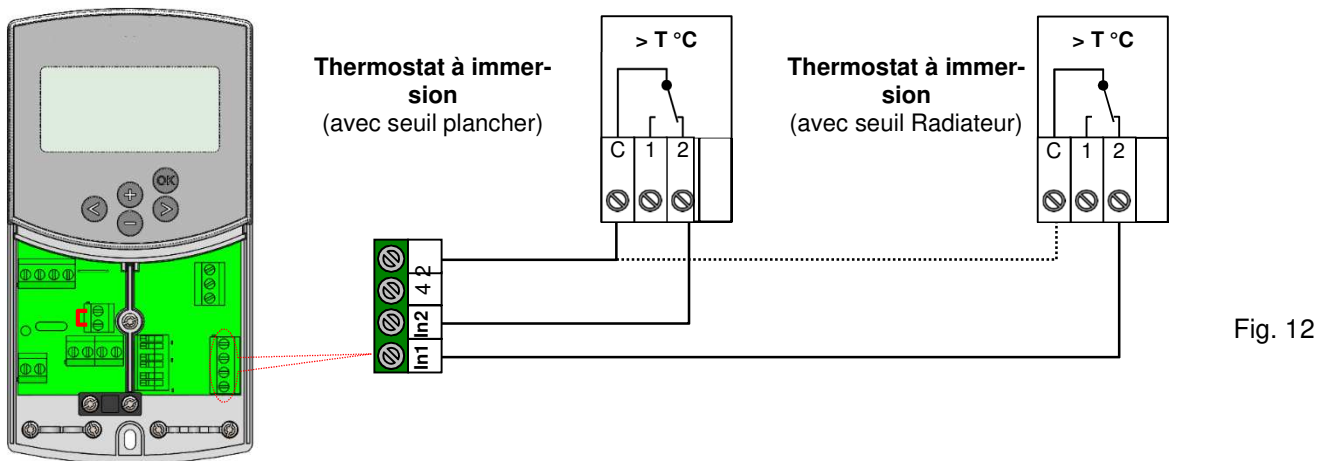 > T °C
> T °C
Thermostat à immer-
sion
(avec seuil plancher)
Thermostat à immer-
sion
(avec seuil Radiateur)
C 1 2
C 1 2
OK
+
<
>
−
2
4
In2
In1
Fig. 12